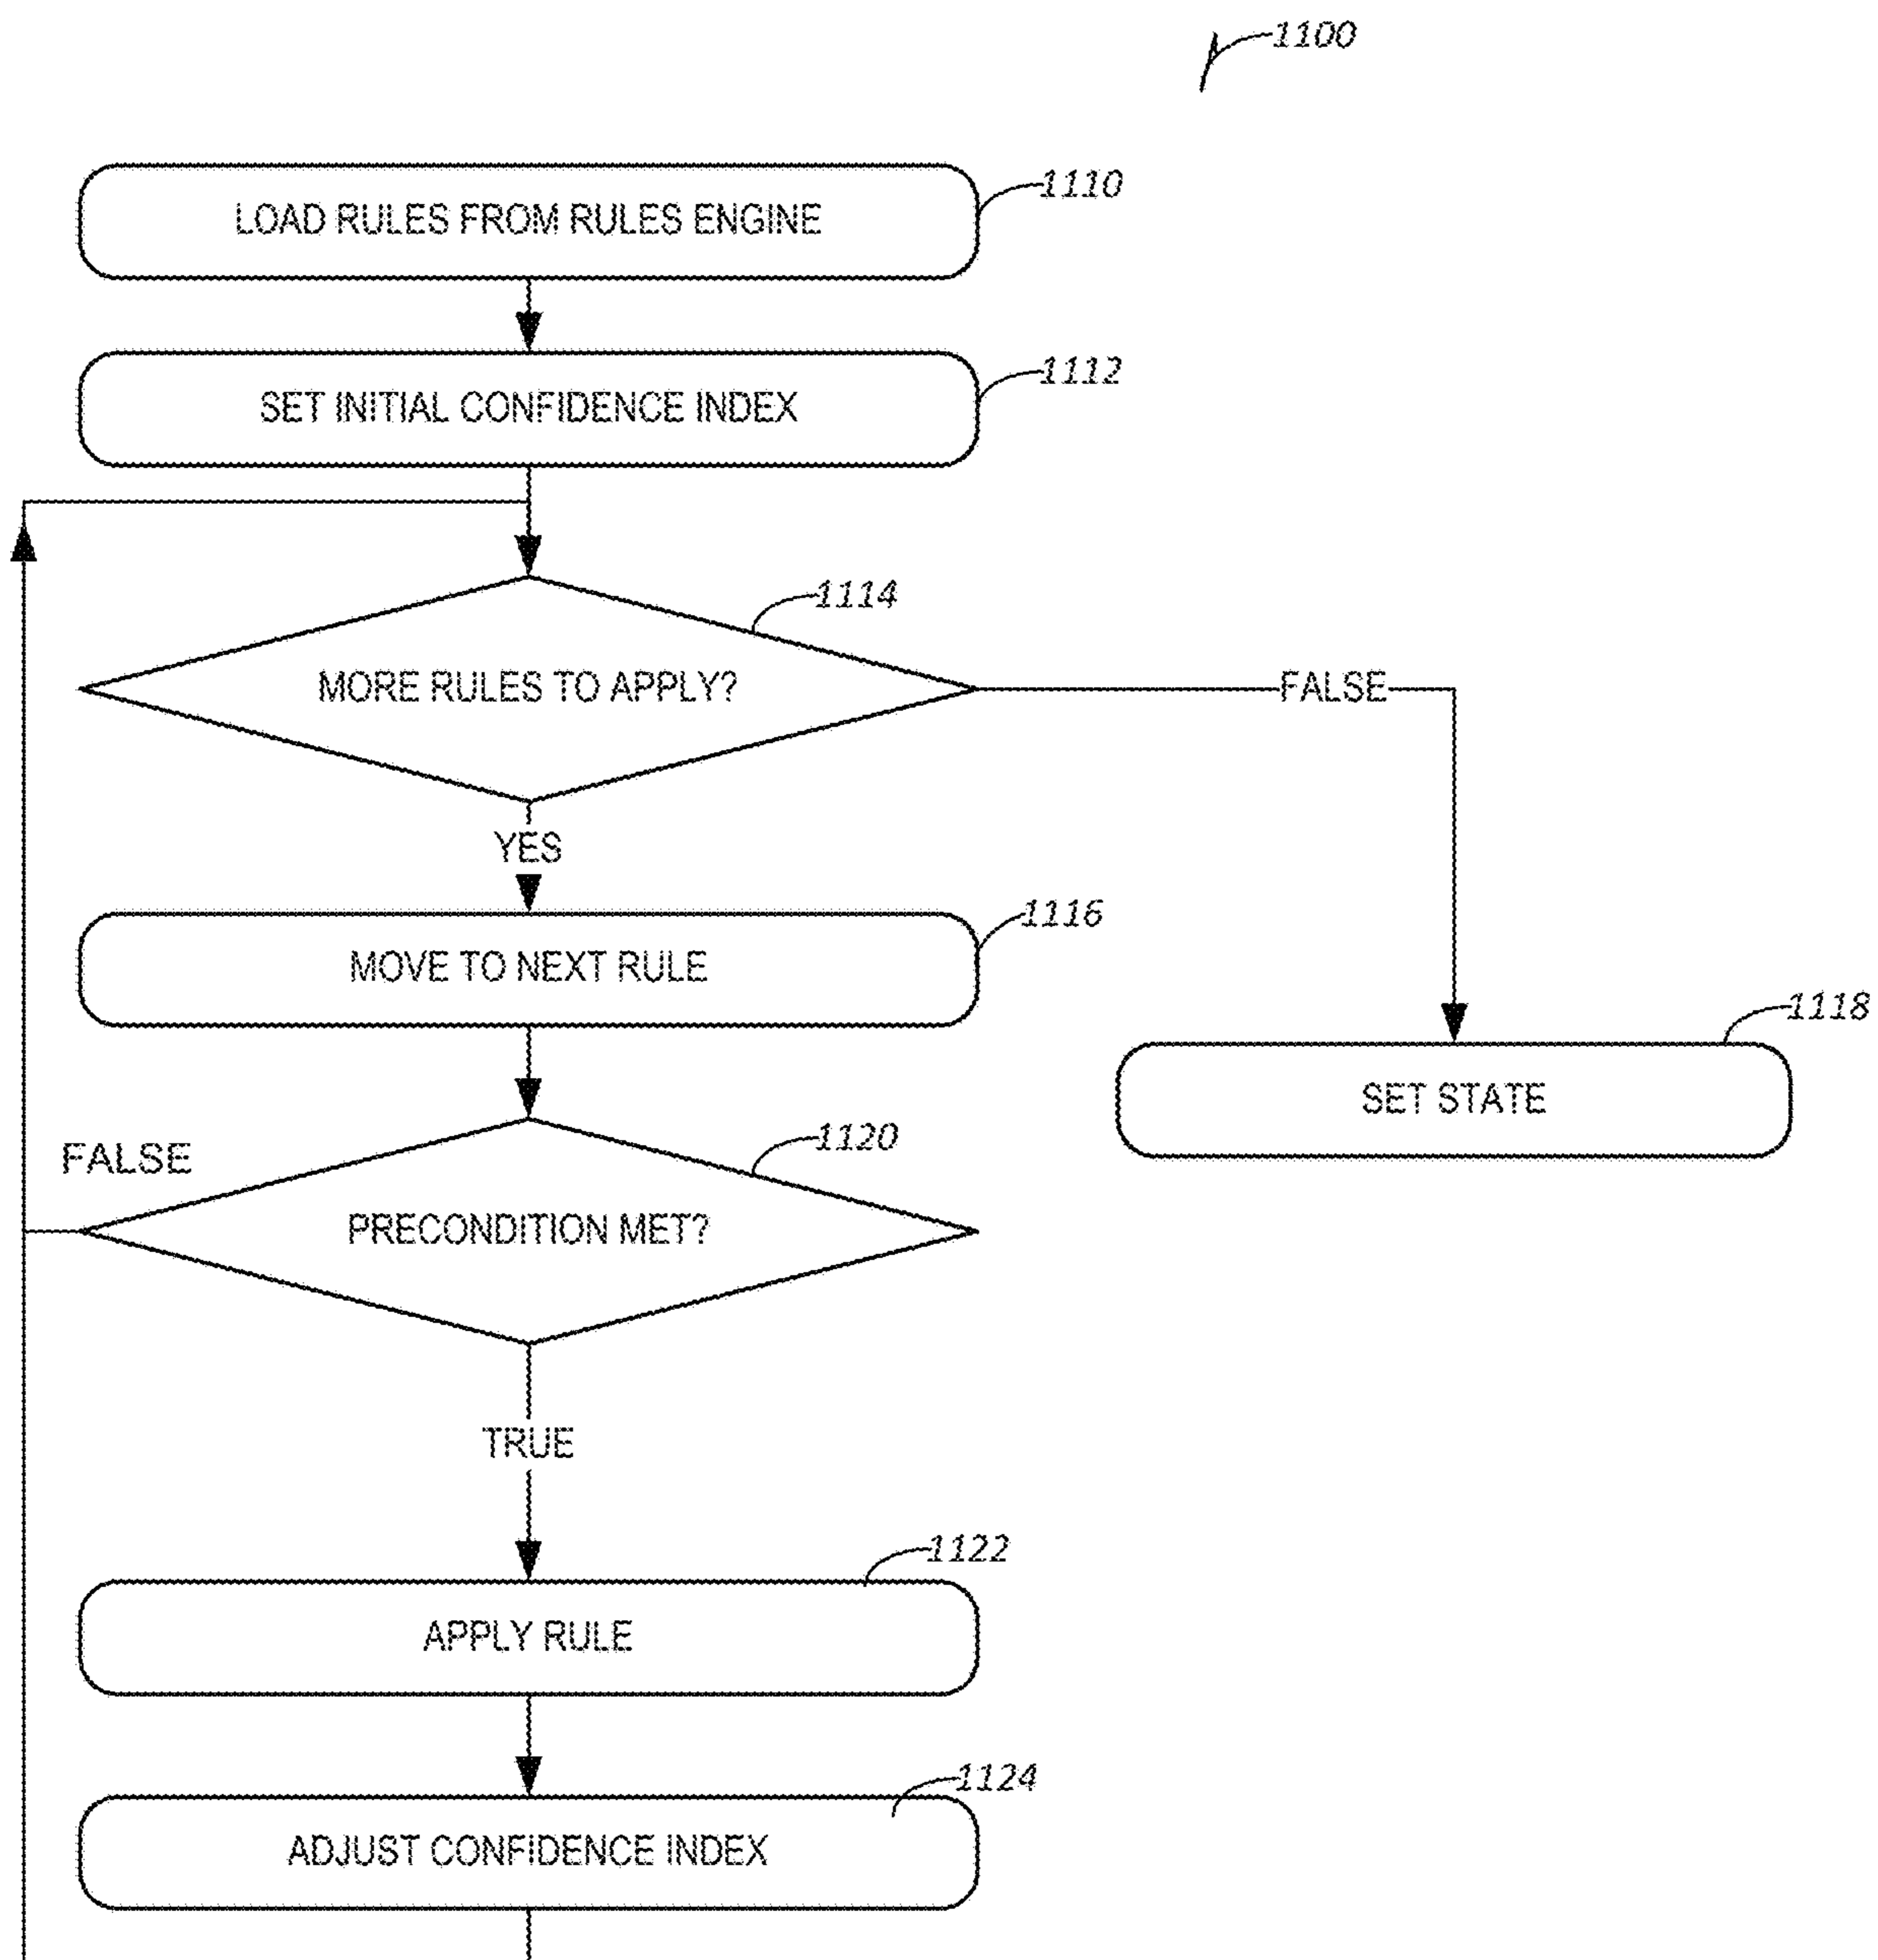 1100
LOAD RULES FROM RULES ENGINE
1110
SET INITIAL CONFIDENCE INDEX
1112
1114
MORE RULES TO APPLY?
FALSE
YES
MOVE TO NEXT RULE
1116
1118
SET STATE
FALSE
1120
PRECONDITION MET?
TRUE
1122
APPLY RULE
1124
ADJUST CONFIDENCE INDEX